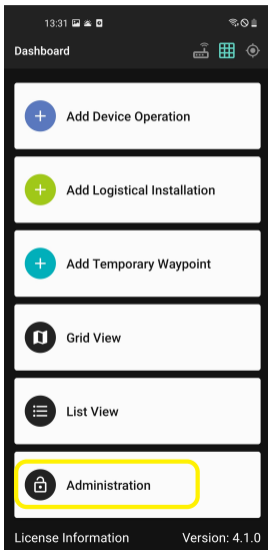 13:31
Dashboard
Add Device Operation
Add Logistical Installation
Add Temporary Waypoint
Grid View
List View
Administration
License Information Version: 4.1.0